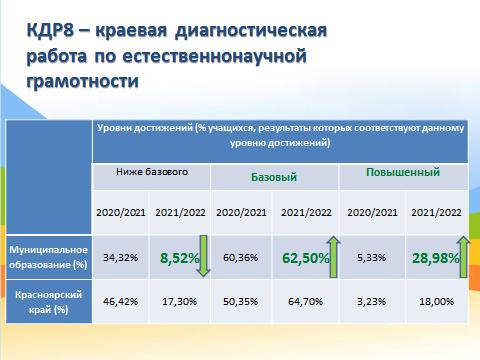 КДР8 – краевая диагностическая
работа по естественнонаучной
грамотности
Уровни достижений (% учащихся, результаты которых соответствуют данному
уровню достижений)
Ниже базового Базовый Повышенный
2020/2021 2021/2022 2020/2021 2021/2022 2020/2021 2021/2022
Муниципальное
образование (%) 34,32% 8,52% 60,36% 62,50% 5,33% 28,98%
Красноярский
край (%) 46,42% 17,30% 50,35% 64,70% 3,23% 18,00%